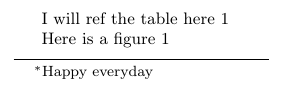 I will ref the table here 1
Here is a figure 1
*Happy everyday